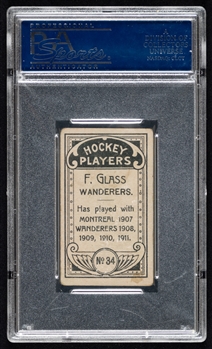 HOCKEY
PLAYERS
F. GLASS
WANDERERS.
Has played with
MONTREAL 1907
WANDERERS 1908,
1909, 1910, 1911.
No 34